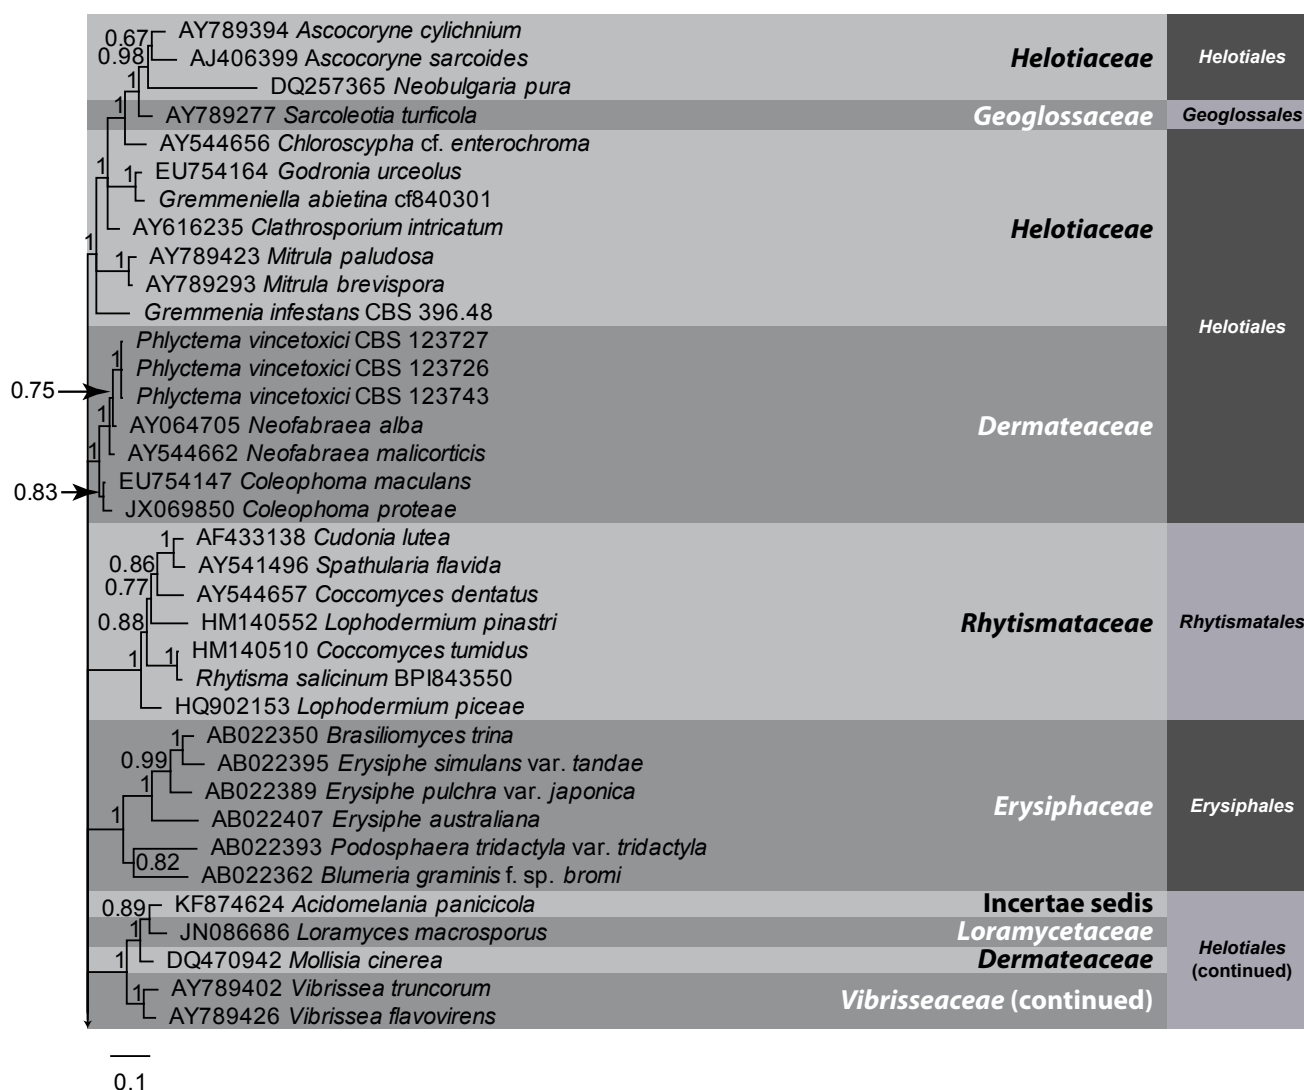 0.67
AY789394 Ascocoryne cylichnium
0.98
AJ406399 Ascocoryne sarcoides
Helotiaceae
Helotiales
1
DQ257365 Neobulgaria pura
1
AY789277 Sarcoleotia turficola
Geoglossaceae
Geoglossales
AY544656 Chloroscypha cf. enterochroma
1
1
EU754164 Godronia urceolus
Gremmeniella abietina cf840301
AY616235 Clathrosporium intricatum
Helotiaceae
1
1
AY789423 Mitrula paludosa
AY789293 Mitrula brevispora
Gremmenia infestans CBS 396.48
Helotiales
Phlyctema vincetoxici CBS 123727
1
Phlyctema vincetoxici CBS 123726
0.75
Phlyctema vincetoxici CBS 123743
1
AY064705 Neofabraea alba
Dermateaceae
1
AY544662 Neofabraea malicorticis
EU754147 Coleophoma maculans
0.83
JX069850 Coleophoma proteae
1
AF433138 Cudonia lutea
0.86
AY541496 Spathularia flavida
0.77
AY544657 Coccomyces dentatus
0.88
HM140552 Lophodermium pinastri
Rhytismataceae
Rhytismatales
1
1
HM140510 Coccomyces tumidus
Rhytisma salicinum BPI843550
HQ902153 Lophodermium piceae
1
AB022350 Brasiliomyces trina
0.99
AB022395 Erysiphe simulans var. tandae
1
AB022389 Erysiphe pulchra var. japonica
1
AB022407 Erysiphe australiana
Erysiphaceae
Erysiphales
AB022393 Podosphaera tridactyla var. tridactyla
0.82
AB022362 Blumeria graminis f. sp. bromi
0.89
KF874624 Acidomelania panicicola
Incertae sedis
1
JN086686 Loramyces macrosporus
Loramycetaceae
Helotiales
(continued)
1
DQ470942 Mollisia cinerea
Dermateaceae
1
AY789402 Vibrissea truncorum
Vibrisseaceae (continued)
AY789426 Vibrissea flavovirens
0.1